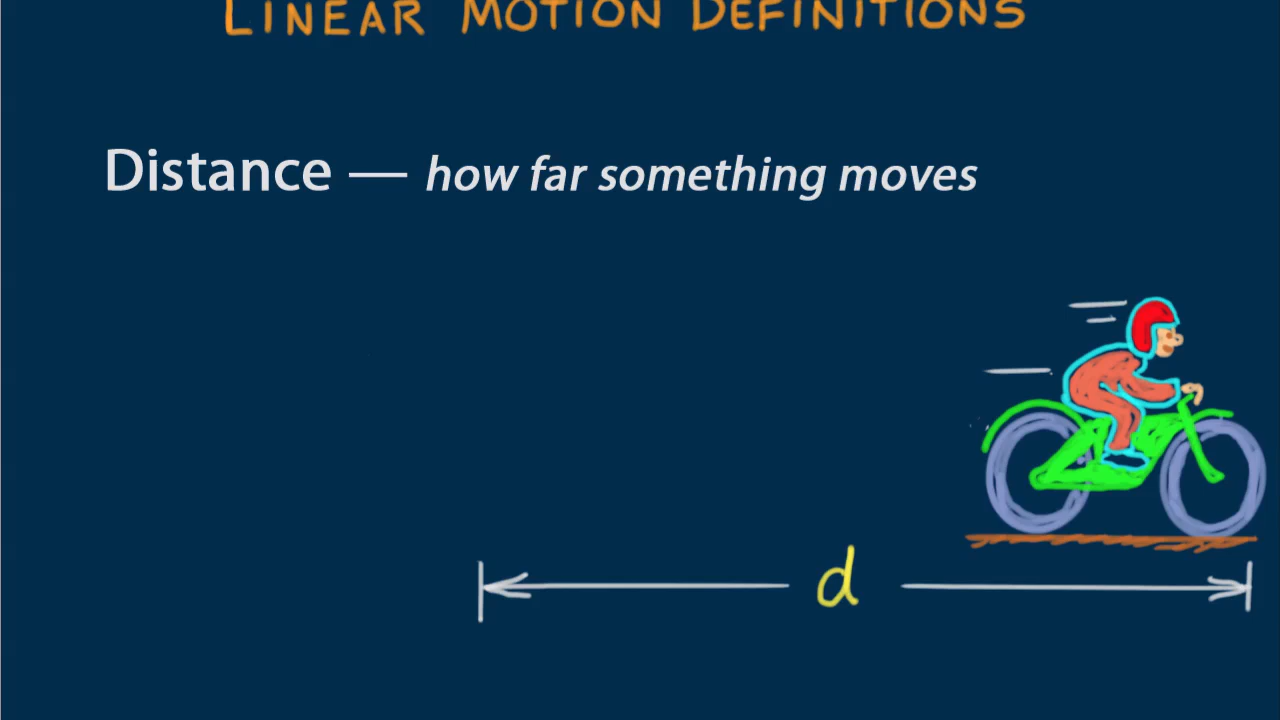 LINEAR MOTION DEFINITIONS
Distance — how far something moves
d